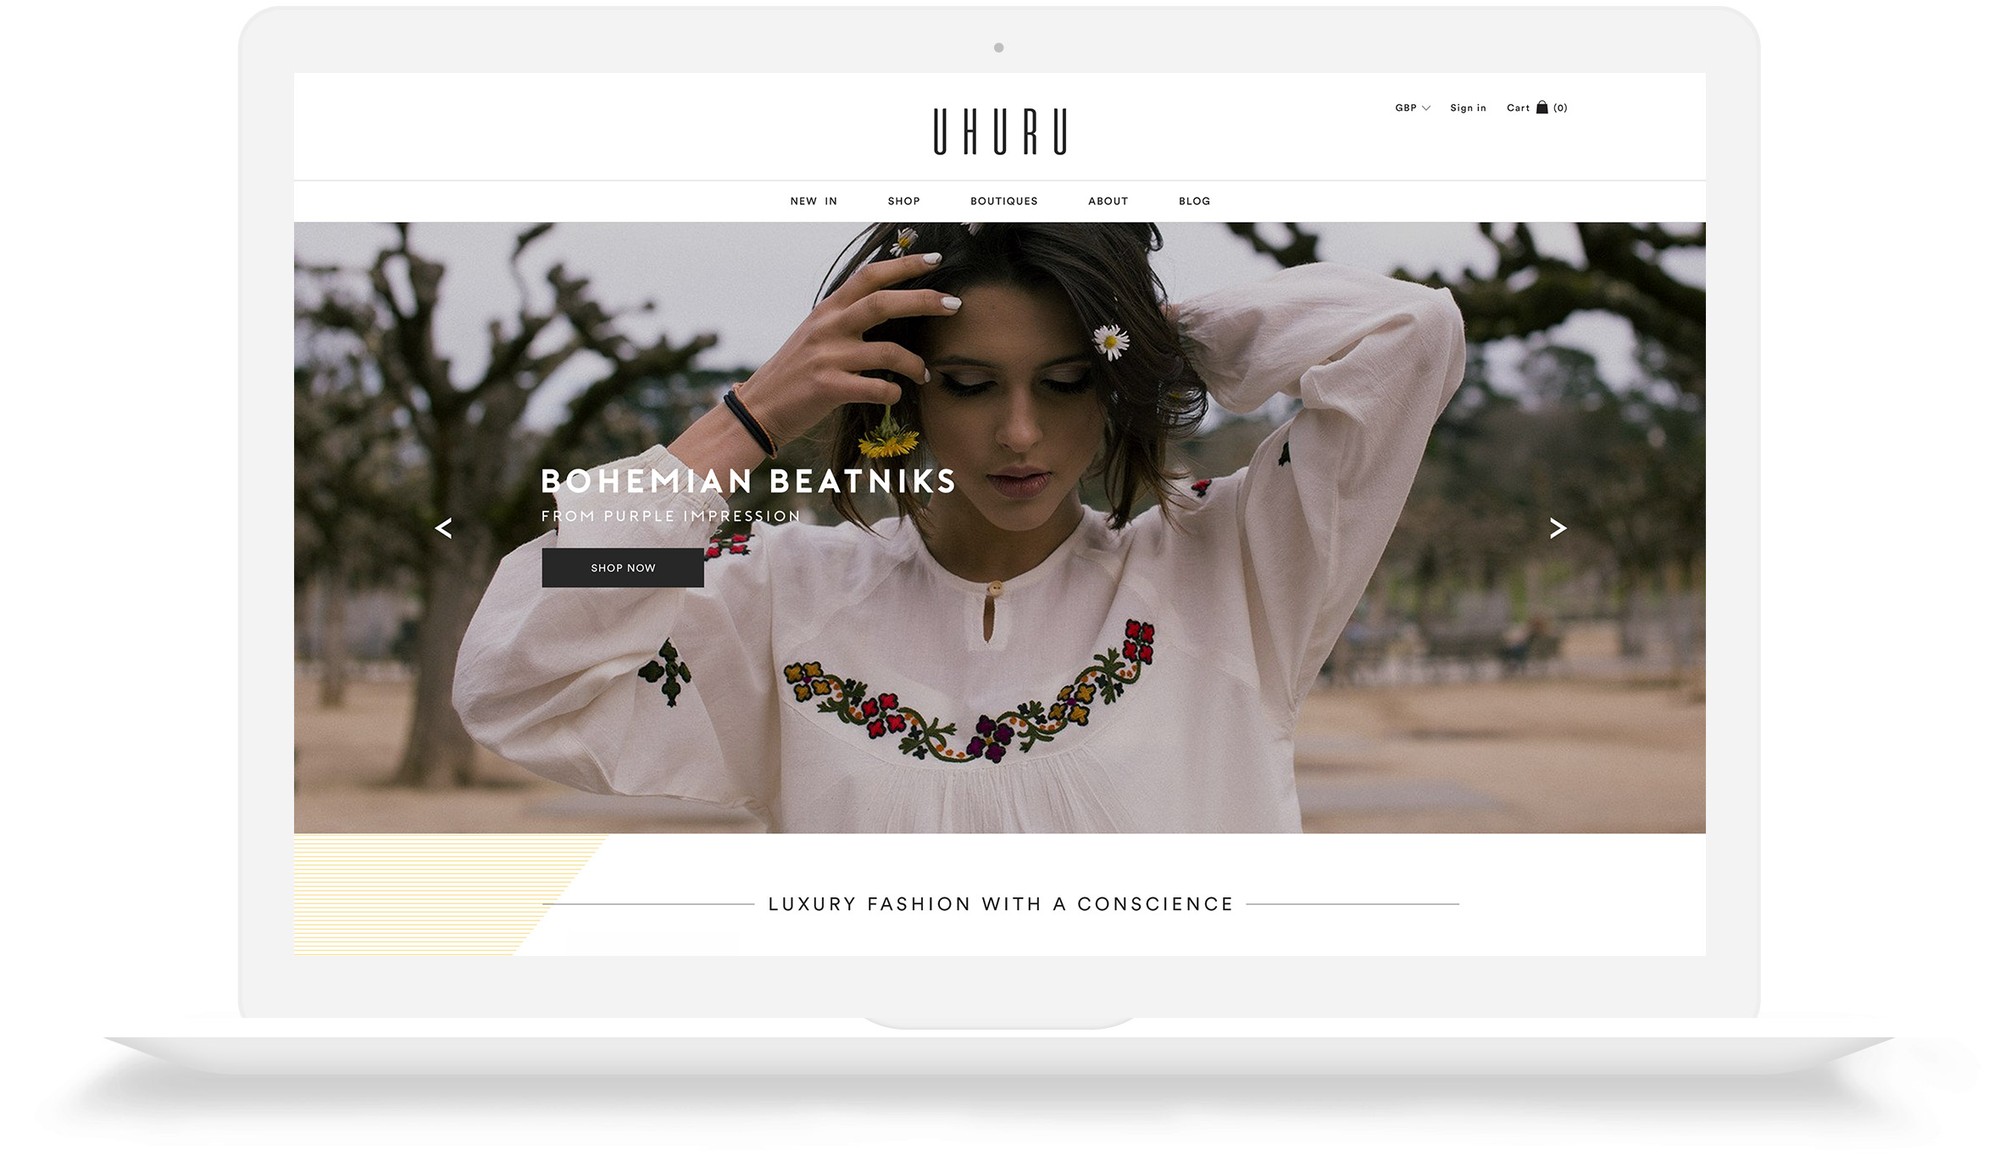 UHURU
GBP Sign in Cart (0)
NEW IN SHOP BOUTIQUES ABOUT BLOG
BOHEMIAN BEATNIKS
FROM PURPLE IMPRESSION
SHOP NOW
LUXURY FASHION WITH A CONSCIENCE